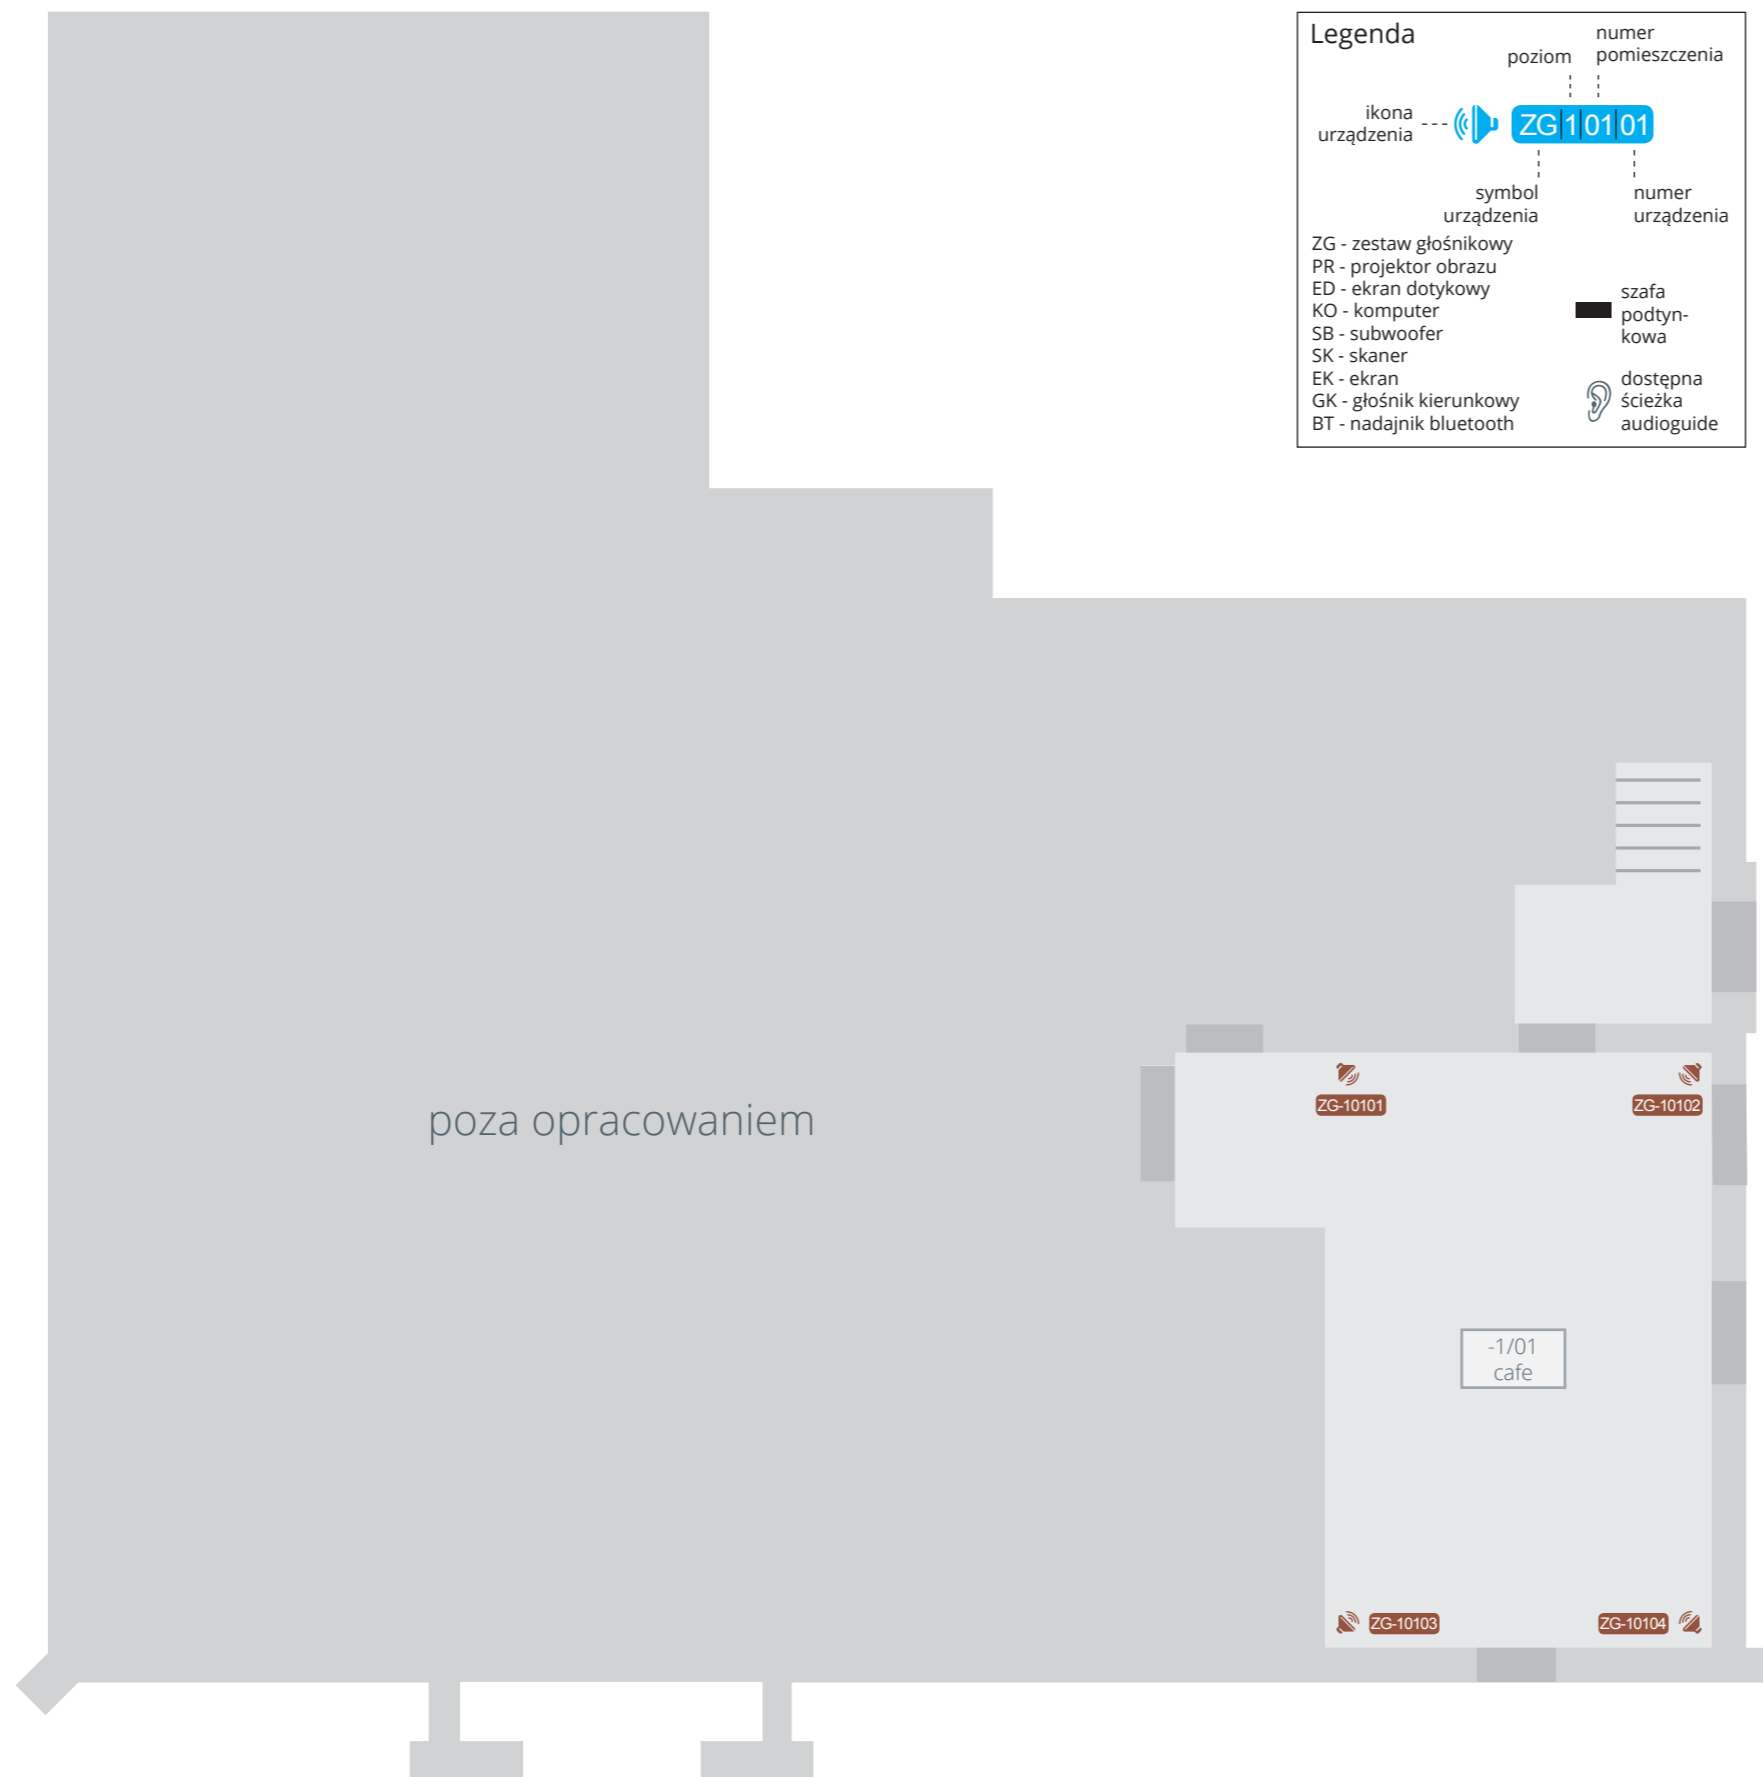 Legenda
numer
pomieszczenia
poziom
ikona
urządzenia
ZG|1|01|01
symbol
urządzenia
numer
urządzenia
ZG - zestaw głośnikowy
PR - projektor obrazu
ED - ekran dotykowy
KO - komputer
SB - subwoofer
SK - skaner
EK - ekran
GK - głośnik kierunkowy
BT - nadajnik bluetooth
szafa
podtyn-
kowa
dostępna
ścieżka
audioguide
poza opracowaniem
ZG-10101
ZG-10102
-1/01
cafe
ZG-10103
ZG-10104